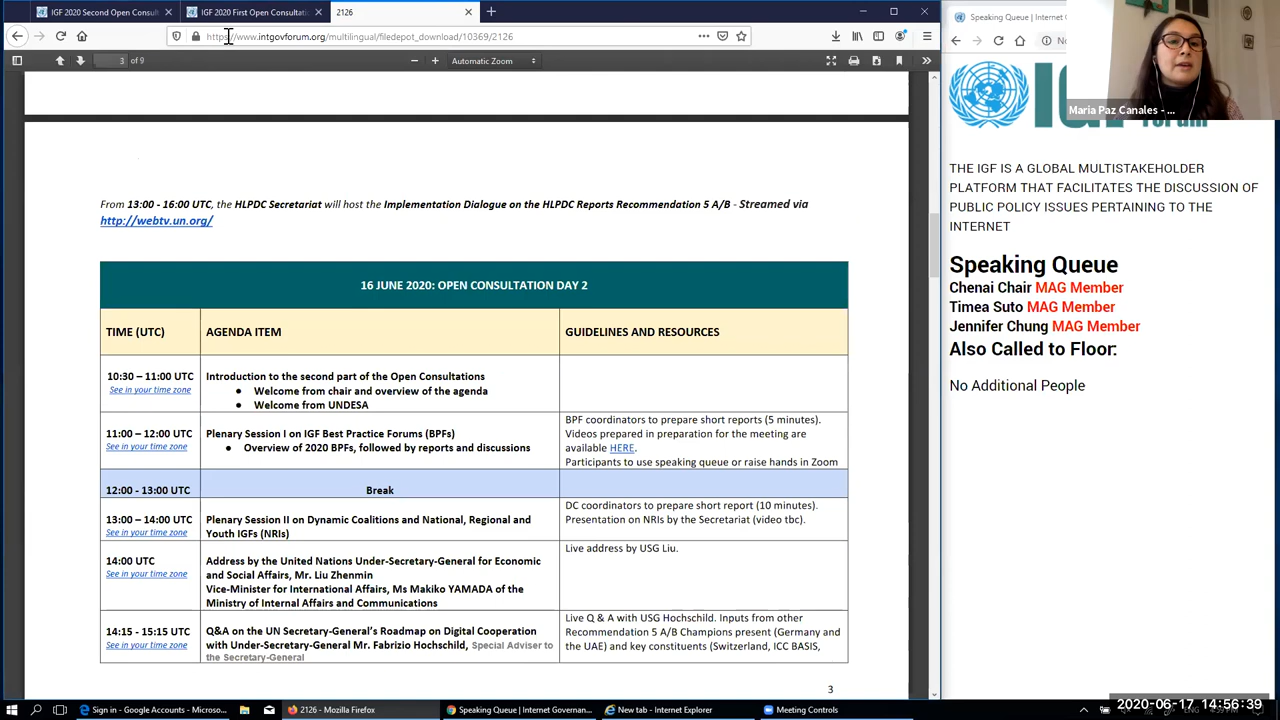 IGF 2020 Second Open Consult
IGF 2020 First Open Consultati
2126
https://www.intgovforum.org/multilingual/filedepot_download/10369/2126
3
of 9
Automatic Zoom
From 13:00 - 16:00 UTC, the HLPDC Secretariat will host the Implementation Dialogue on the HLPDC Reports Recommendation 5 A/B - Streamed via
http://webtv.un.org/
16 JUNE 2020: OPEN CONSULTATION DAY 2
TIME (UTC)
AGENDA ITEM
GUIDELINES AND RESOURCES
10:30 – 11:00 UTC
See in your time zone
Introduction to the second part of the Open Consultations
● Welcome from chair and overview of the agenda
● Welcome from UNDESA
11:00 – 12:00 UTC
See in your time zone
Plenary Session I on IGF Best Practice Forums (BPFs)
● Overview of 2020 BPFs, followed by reports and discussions
BPF coordinators to prepare short reports (5 minutes).
Videos prepared in preparation for the meeting are
available HERE.
Participants to use speaking queue or raise hands in Zoom
12:00 - 13:00 UTC
Break
13:00 – 14:00 UTC
See in your time zone
Plenary Session II on Dynamic Coalitions and National, Regional and
Youth IGFs (NRIs)
DC coordinators to prepare short report (10 minutes).
Presentation on NRIs by the Secretariat (video tbc).
14:00 UTC
See in your time zone
Address by the United Nations Under-Secretary-General for Economic
and Social Affairs, Mr. Liu Zhenmin
Vice-Minister for International Affairs, Ms Makiko YAMADA of the
Ministry of Internal Affairs and Communications
Live address by USG Liu.
14:15 - 15:15 UTC
See in your time zone
Q&A on the UN Secretary-General's Roadmap on Digital Cooperation
with Under-Secretary-General Mr. Fabrizio Hochschild, Special Adviser to
the Secretary-General
Live Q & A with USG Hochschild. Inputs from other
Recommendation 5 A/B Champions present (Germany and
the UAE) and key constituents (Switzerland, ICC BASIS,
3
Speaking Queue | Internet G
No
Maria Paz Canales - ...
THE IGF IS A GLOBAL MULTISTAKEHOLDER
PLATFORM THAT FACILITATES THE DISCUSSION OF
PUBLIC POLICY ISSUES PERTAINING TO THE
INTERNET
Speaking Queue
Chenai Chair MAG Member
Timea Suto MAG Member
Jennifer Chung MAG Member
Also Called to Floor:
No Additional People
Sign in - Google Accounts - Mozilla...
2126 - Mozilla Firefox
Speaking Queue | Internet Governan...
New tab - Internet Explorer
Meeting Controls
2020-06-17 14:56:39